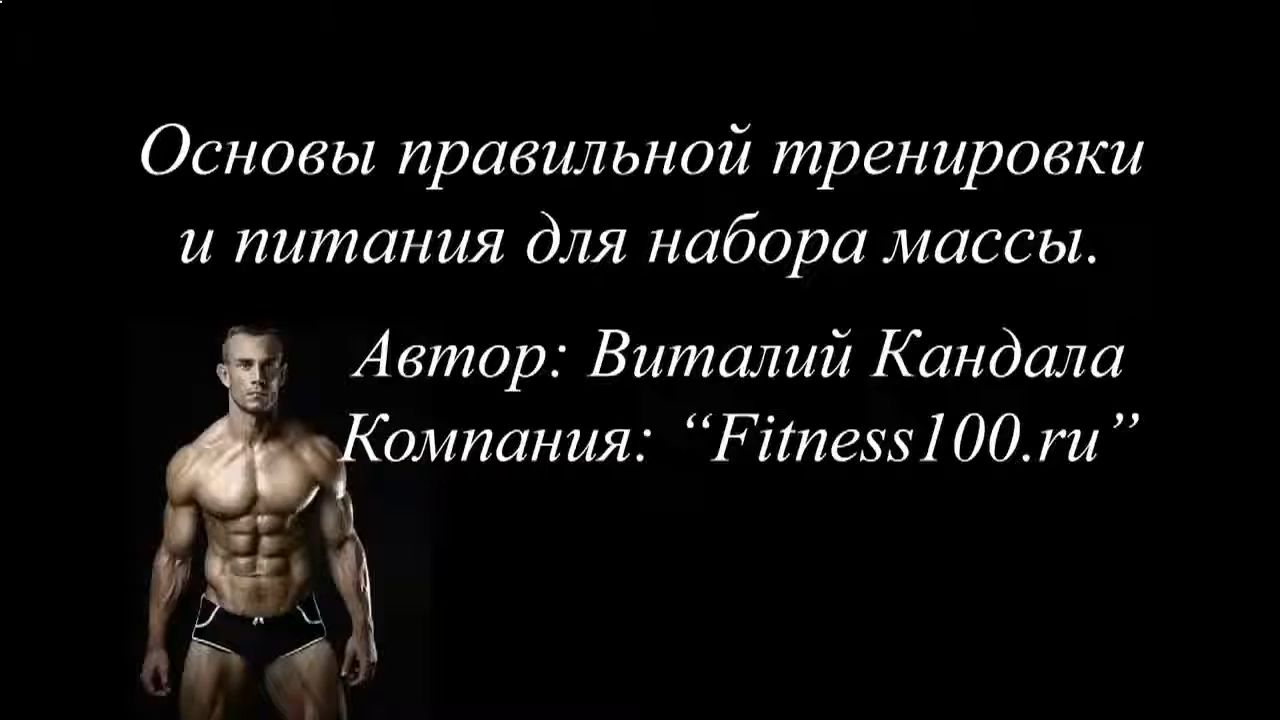 Основы правильной тренировки
и питания для набора массы.
Автор: Виталий Кандала
Компания: “Fitness100.ru”